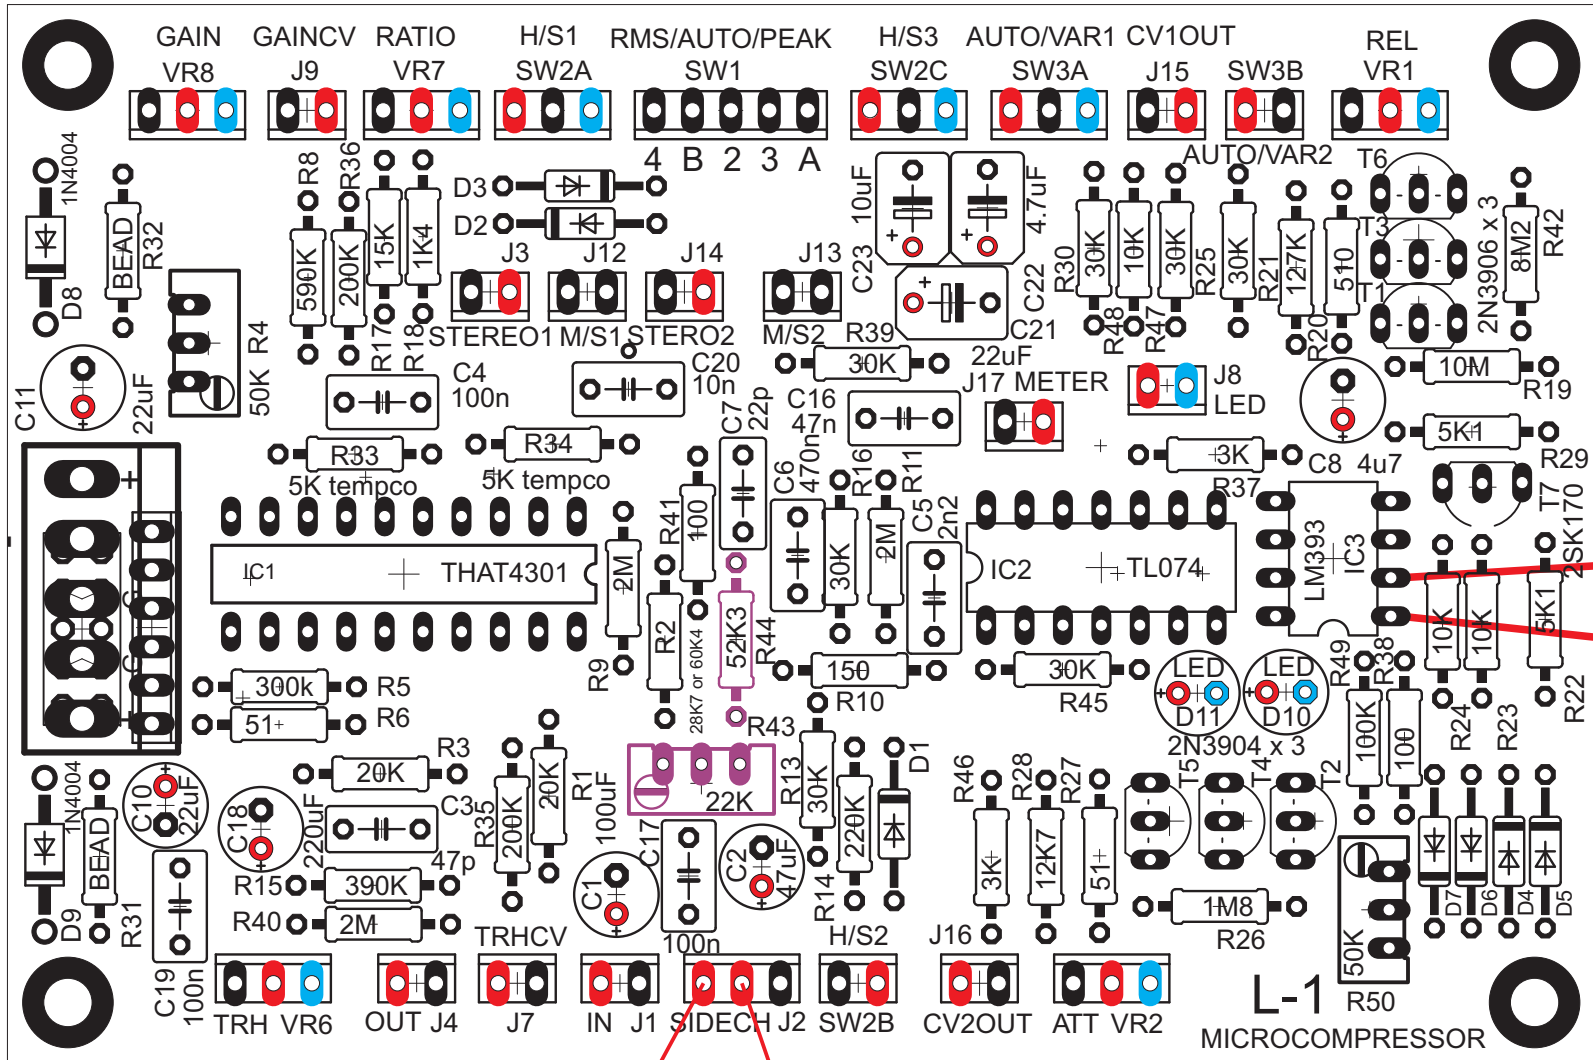 GAIN GAINCV RATIO H/S1 RMS/AUTO/PEAK H/S3 AUTO/VAR1 CV1OUT REL
VR8 J9 VR7 SW2A SW1 SW2C SW3A J15 SW3B VR1
4 B 2 3 A
AUTO/VAR2
1N4004
D8
BEAD
R32
R8
590K
R36
200K
15K
R17
1K4
R18
D3
D2
J3 J12 J14 J13
STEREO1 M/S1 STERO2 M/S2
10uF
C23
4.7uF
C22
C21
22uF
R30
30K
R48
10K
R47
30K
R25
30K
R21
127K
R20
510
T6
T3
T1
2N3906 x 3
8M2
R42
C11
22uF
50K R4
C4
100n
C20
10n
R39
30K
J17 METER
J8
LED
10M
R19
5K1
R29
R33
5K tempco
R34
5K tempco
C7
22p
C16
47n
C6
470n
R16
30K
R11
2M
C5
2n2
3K
R37
C8 4u7
T7
2SK170
IC1 THAT4301
2M
R9
R41
100
R2
52K3
R44
28K7 or 60K4
IC2 TL074
LM393
IC3
10K
R24
10K
R23
5K1
R22
300k R5
51 R6
150
R10
30K
R45
LED
D11
LED
D10
2N3904 x 3
R49
100K
R38
100
R43
22K
R3
20K
1N4004
D9
BEAD
R31
C10
22uF
C18
220uF
C3
47p
R35
200K
R1
20K
100uF
C1
C17
100n
C2
47uF
R13
30K
R14
220K
D1
R46
3K
R28
12K7
R27
51
T5
T4
T2
D7
D6
D4
D5
R15 390K
R40 2M
C19
100n
1M8
R26
50K
R50
TRHCV
H/S2
J16
TRH VR6 OUT J4 J7 IN J1 SIDECH J2 SW2B CV2OUT ATT VR2
L-1
MICROCOMPRESSOR